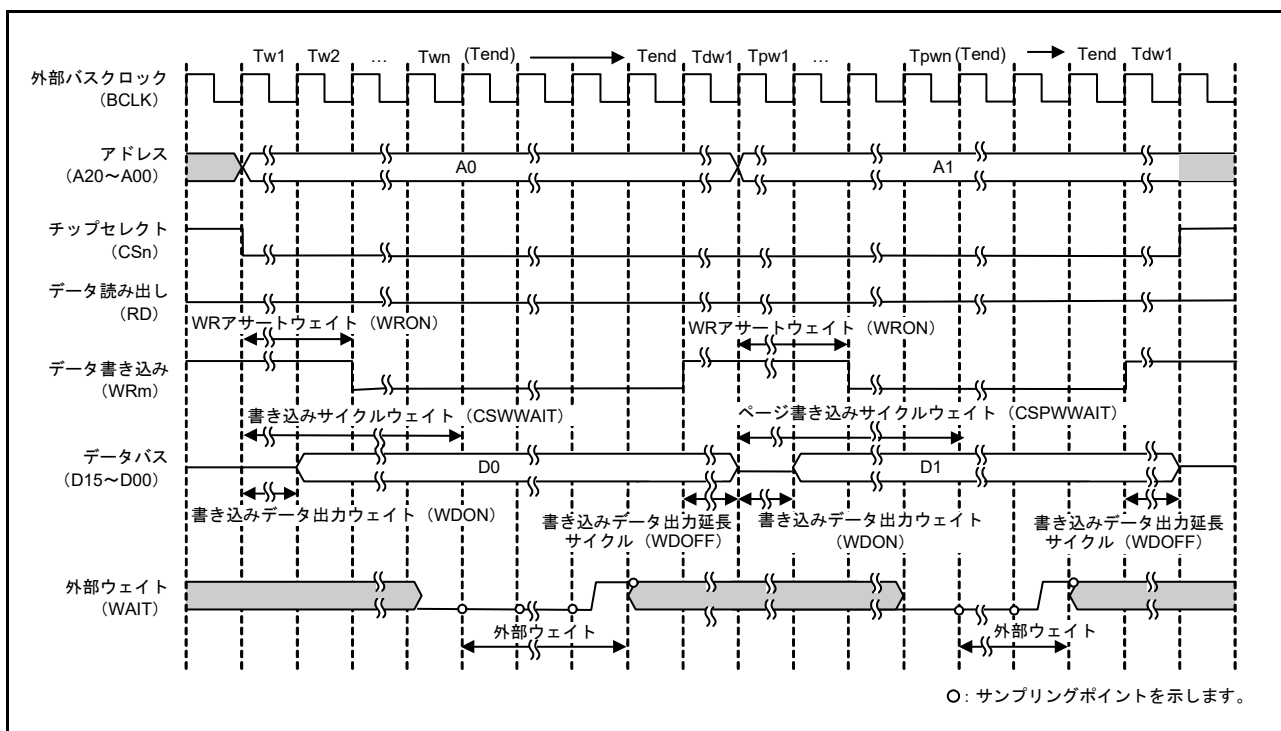 Tw1 Tw2 … Twn (Tend) Tend Tdw1 Tpw1 … Tpwn (Tend) Tend Tdw1
外部バスクロック
（BCLK）
アドレス
（A20～A00）
A0 A1
チップセレクト
（CSn）
データ読み出し
（RD）
WRアサートウェイト（WRON） WRアサートウェイト（WRON）
データ書き込み
（WRm）
書き込みサイクルウェイト（CSWWAIT） ページ書き込みサイクルウェイト（CSPWWAIT）
データバス
（D15～D00）
D0 D1
書き込みデータ出力ウェイト（WDON） 書き込みデータ出力延長 書き込みデータ出力ウェイト 書き込みデータ出力延長
サイクル（WDOFF） （WDON） サイクル（WDOFF）
外部ウェイト
（WAIT）
外部ウェイト 外部ウェイト
：サンプリングポイントを示します。